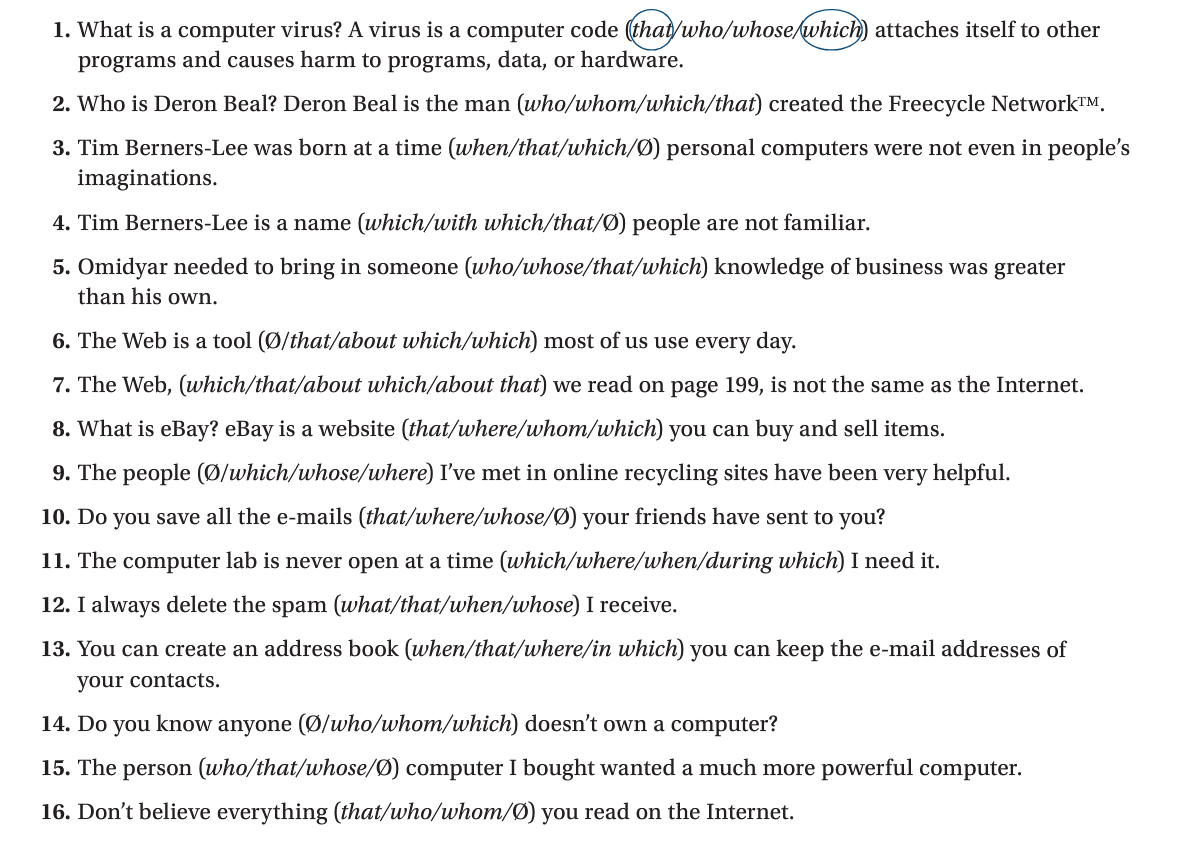 1. What is a computer virus? A virus is a computer code (that/who/whose/which) attaches itself to other
programs and causes harm to programs, data, or hardware.
2. Who is Deron Beal? Deron Beal is the man (who/whom/which/that) created the Freecycle Network™.
3. Tim Berners-Lee was born at a time (when/that/which/Ø) personal computers were not even in people’s
imaginations.
4. Tim Berners-Lee is a name (which/with which/that/Ø) people are not familiar.
5. Omidyar needed to bring in someone (who/whose/that/which) knowledge of business was greater
than his own.
6. The Web is a tool (Ø/that/about which/which) most of us use every day.
7. The Web, (which/that/about which/about that) we read on page 199, is not the same as the Internet.
8. What is eBay? eBay is a website (that/where/whom/which) you can buy and sell items.
9. The people (Ø/which/whose/where) I’ve met in online recycling sites have been very helpful.
10. Do you save all the e-mails (that/where/whose/Ø) your friends have sent to you?
11. The computer lab is never open at a time (which/where/when/during which) I need it.
12. I always delete the spam (what/that/when/whose) I receive.
13. You can create an address book (when/that/where/in which) you can keep the e-mail addresses of
your contacts.
14. Do you know anyone (Ø/who/whom/which) doesn’t own a computer?
15. The person (who/that/whose/Ø) computer I bought wanted a much more powerful computer.
16. Don’t believe everything (that/who/whom/Ø) you read on the Internet.